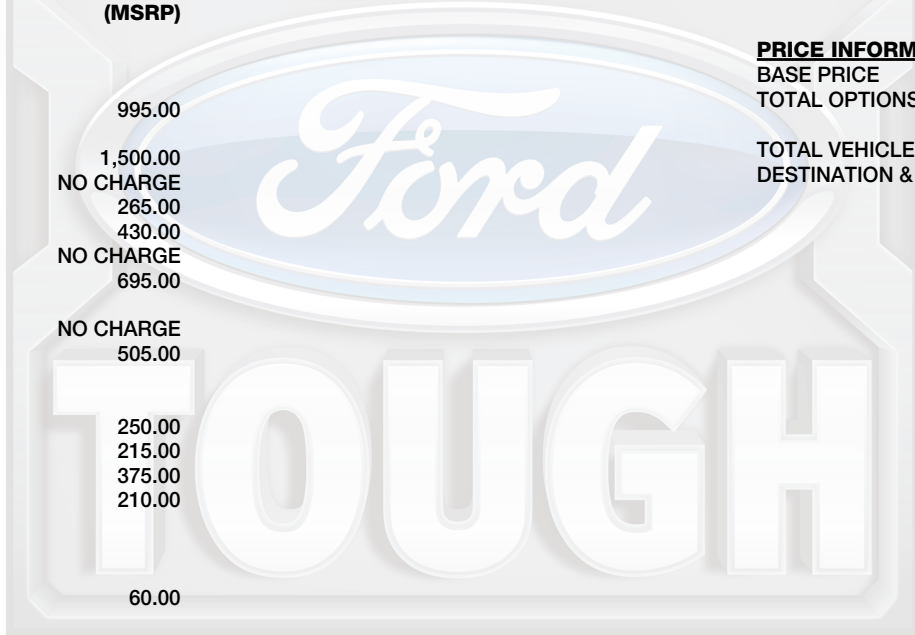 (MSRP)
995.00
1,500.00
NO CHARGE
265.00
430.00
NO CHARGE
695.00
NO CHARGE
505.00
250.00
215.00
375.00
210.00
60.00
PRICE INFORM
BASE PRICE
TOTAL OPTIONS
TOTAL VEHICLE
DESTINATION &
Ford
TOUGH